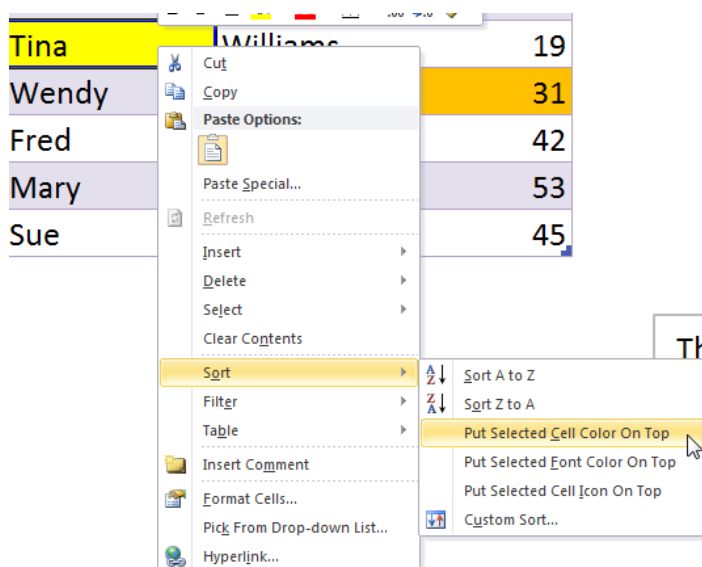 Tina Williams 19
Wendy 31
Fred 42
Mary 53
Sue 45
Cut
Copy
Paste Options:
Paste Special...
Refresh
Insert
Delete
Select
Clear Contents
Sort
Filter
Table
Insert Comment
Format Cells...
Pick From Drop-down List...
Hyperlink...
Sort A to Z
Sort Z to A
Put Selected Cell Color On Top
Put Selected Font Color On Top
Put Selected Cell Icon On Top
Custom Sort...